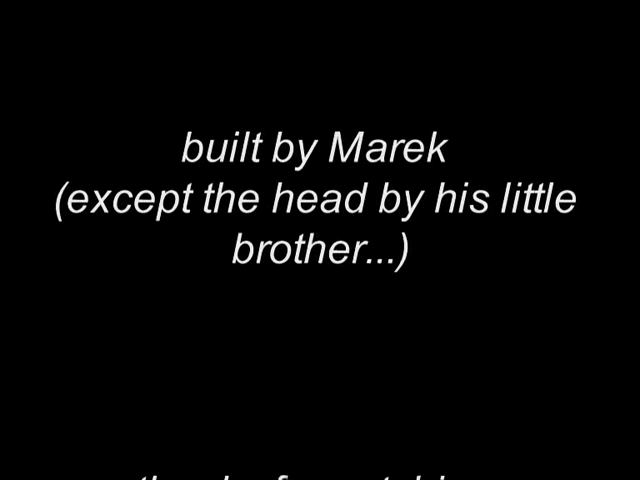 built by Marek
(except the head by his little
brother...)